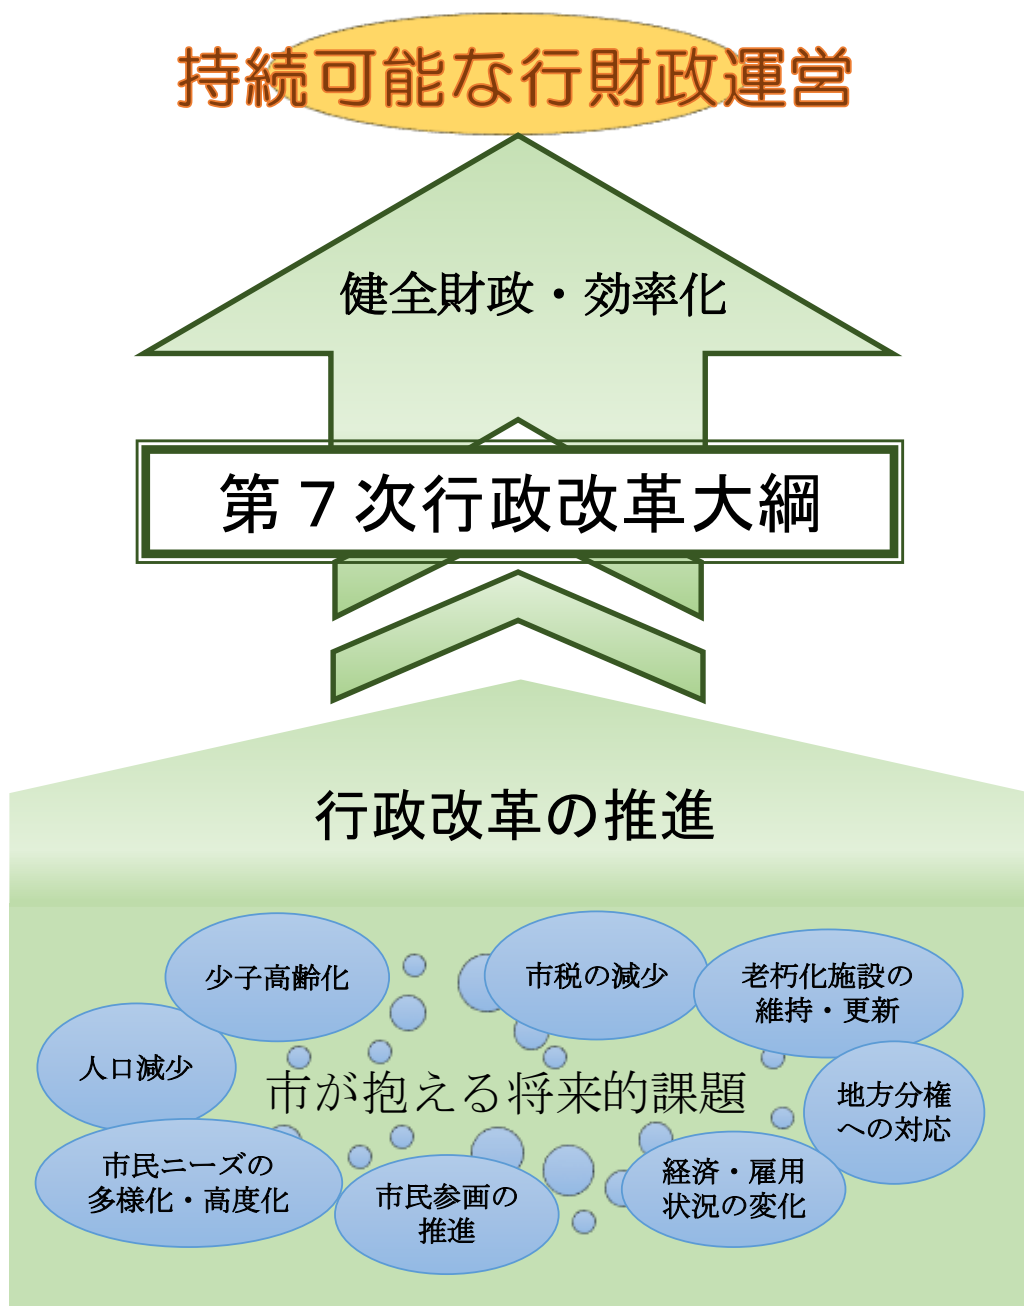 持続可能な行財政運営
健全財政・効率化
第７次行政改革大綱
行政改革の推進
少子高齢化
市税の減少
老朽化施設の
維持・更新
人口減少
市が抱える将来的課題
地方分権
への対応
市民ニーズの
多様化・高度化
市民参画の
推進
経済・雇用
状況の変化